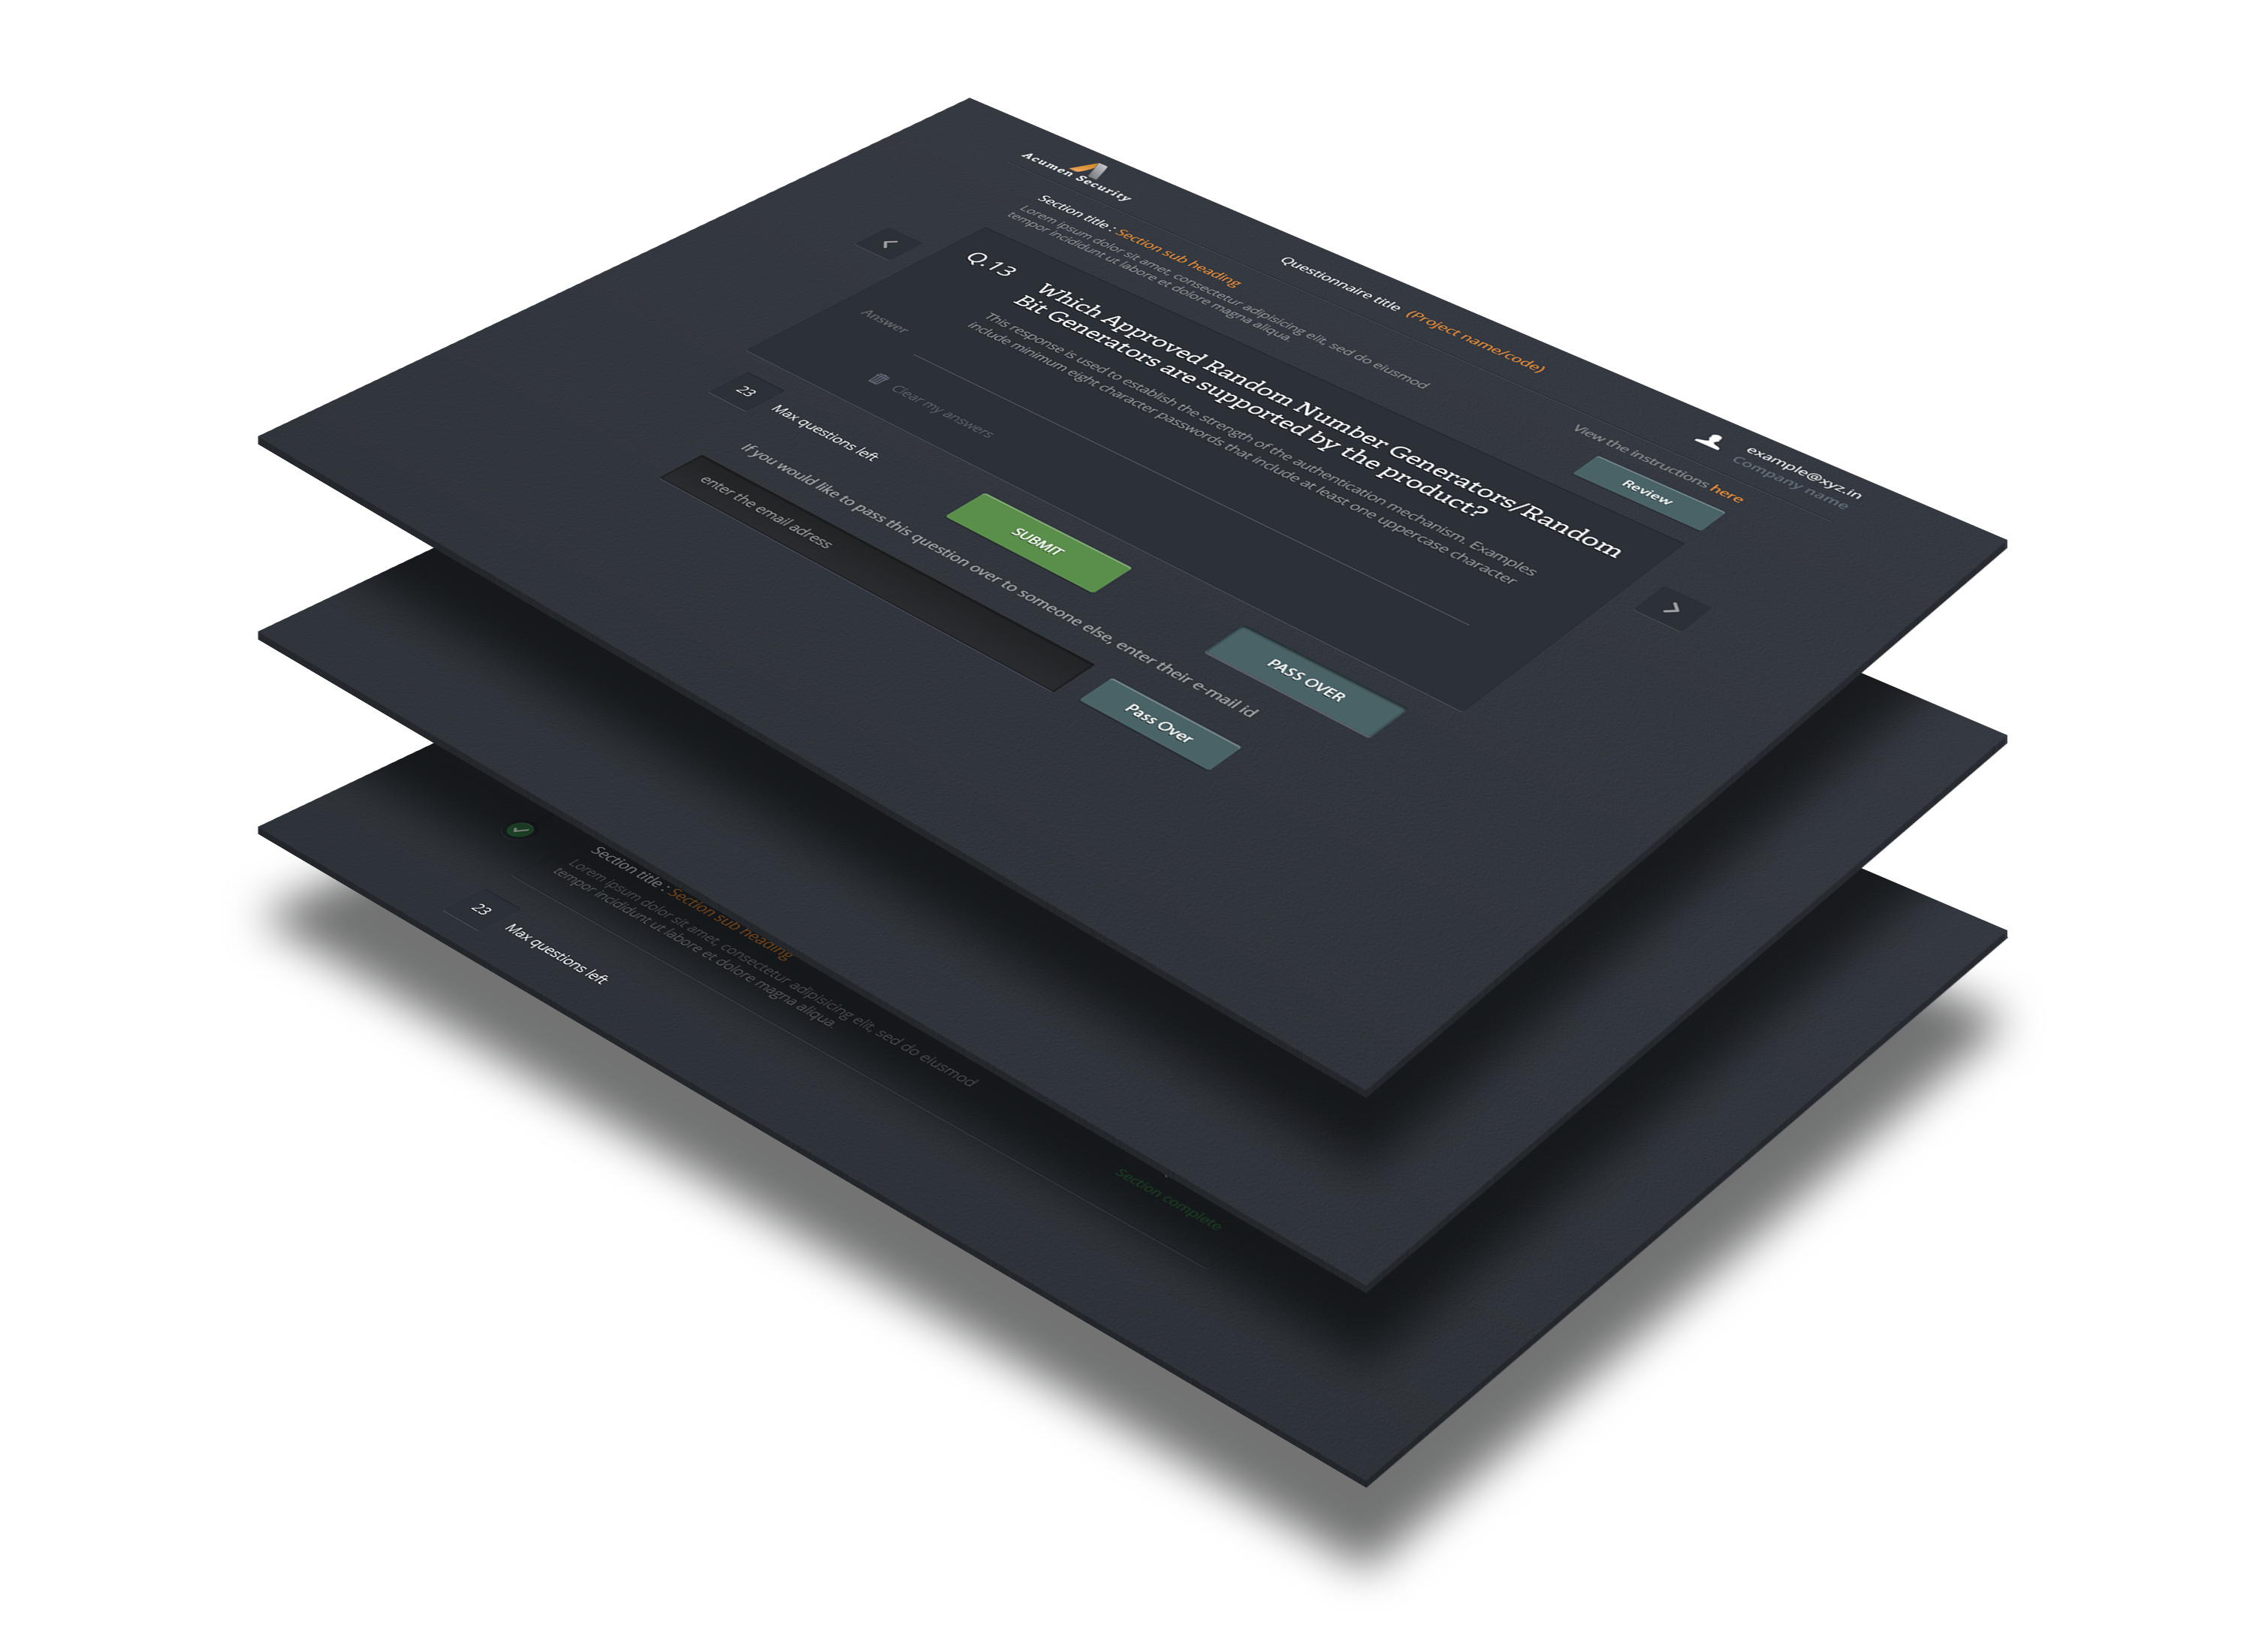 Acumen Security
Questionnaire title (Project name/code)
example@xyz.in
Company name
Section title : Section sub heading
Lorem ipsum dolor sit amet, consectetur adipisicing elit, sed do eiusmod
tempor incididunt ut labore et dolore magna aliqua.
View the instructions here
Review
Q.13
Which Approved Random Number Generators/Random
Bit Generators are supported by the product?
This response is used to establish the strength of the authentication mechanism. Examples
include minimum eight character passwords that include at least one uppercase character
Answer
Clear my answers
23
Max questions left
SUBMIT
PASS OVER
If you would like to pass this question over to someone else, enter their e-mail id
enter the email adress
Pass Over
Section title : Section sub heading
Lorem ipsum dolor sit amet, consectetur adipisicing elit, sed do eiusmod
tempor incididunt ut labore et dolore magna aliqua.
Section complete
23
Max questions left